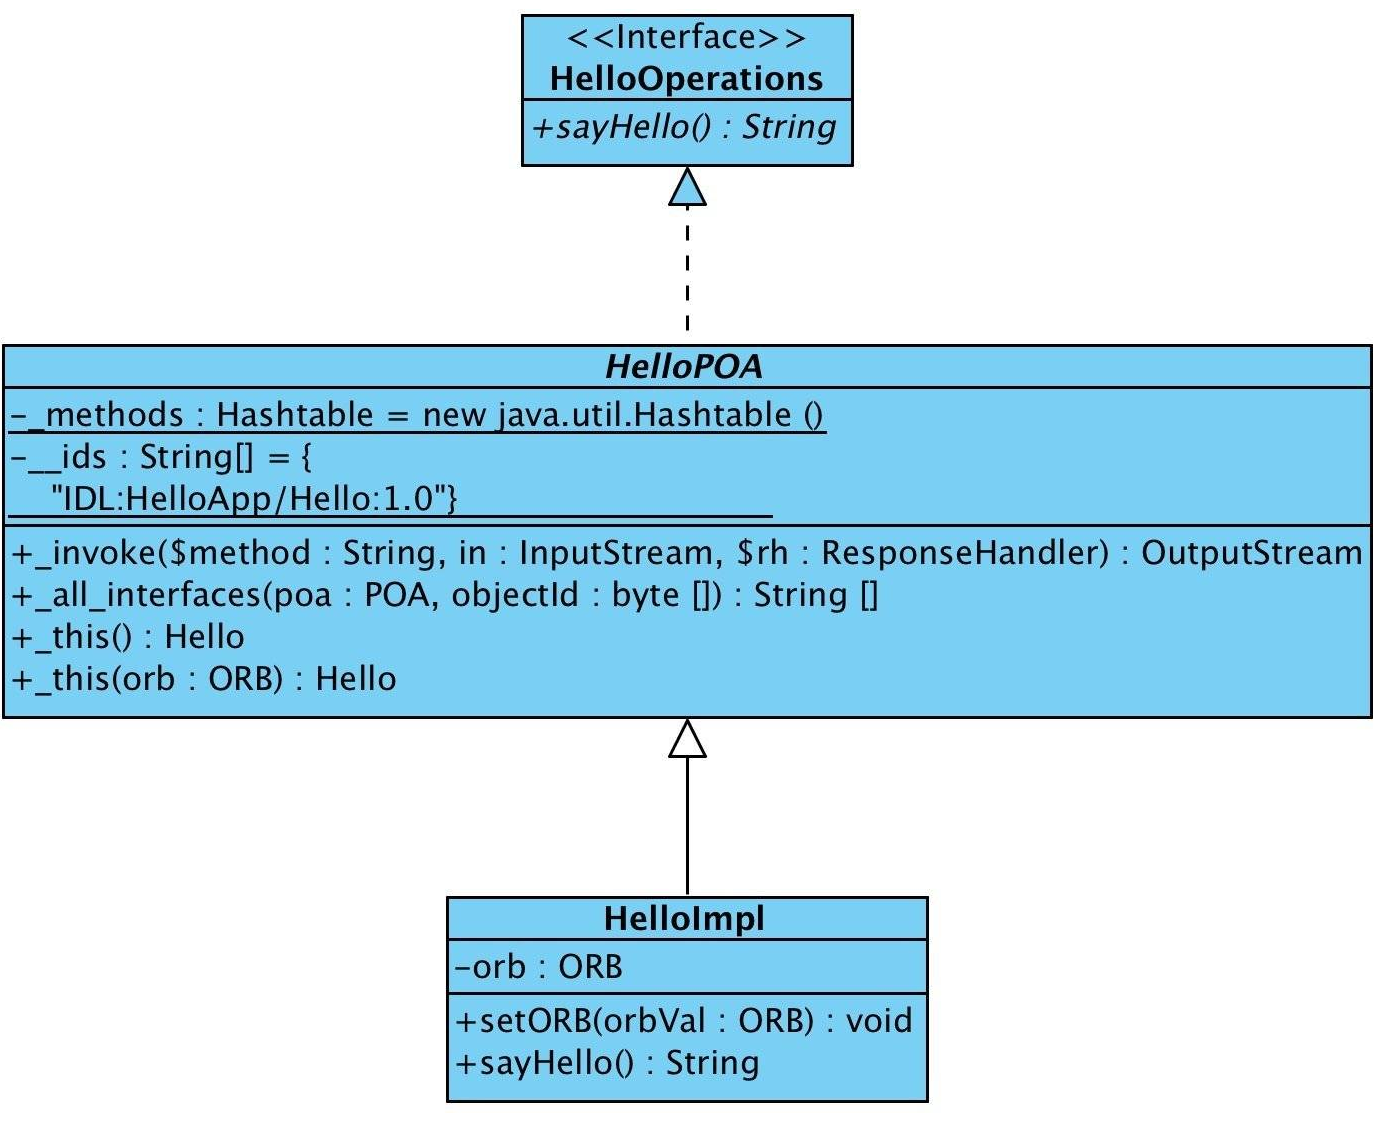 <<Interface>>
HelloOperations
+sayHello() : String
HelloPOA
-_methods : Hashtable = new java.util.Hashtable ()
-__ids : String[] = {
"IDL:HelloApp/Hello:1.0"}
+_invoke($method : String, in : InputStream, $rh : ResponseHandler) : OutputStream
+_all_interfaces(poa : POA, objectId : byte []) : String []
+_this() : Hello
+_this(orb : ORB) : Hello
HelloImpl
-orb : ORB
+setORB(orbVal : ORB) : void
+sayHello() : String